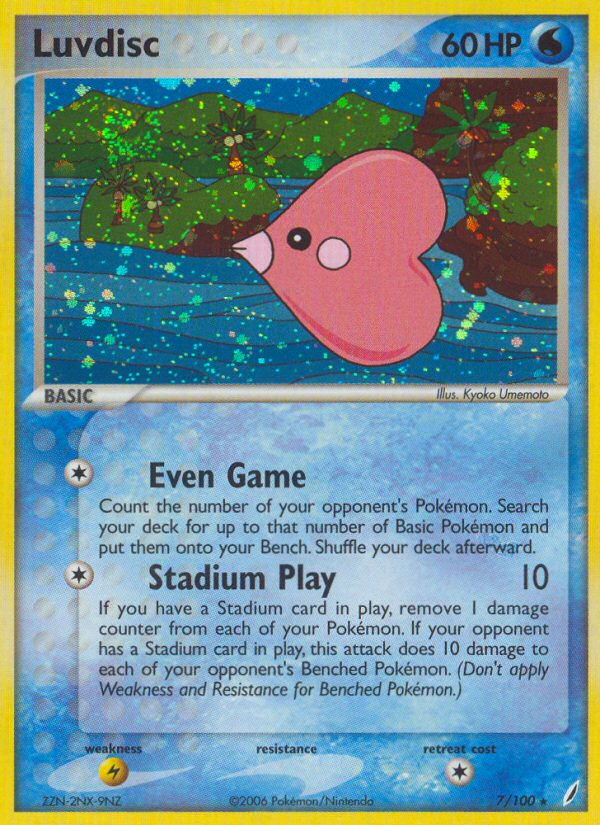 Luvdisc 60 HP
BASIC Illus. Kyoko Umemoto
Even Game
Count the number of your opponent's Pokémon. Search
your deck for up to that number of Basic Pokémon and
put them onto your Bench. Shuffle your deck afterward.
Stadium Play 10
If you have a Stadium card in play, remove 1 damage
counter from each of your Pokémon. If your opponent
has a Stadium card in play, this attack does 10 damage to
each of your opponent's Benched Pokémon. (Don't apply
Weakness and Resistance for Benched Pokémon.)
weakness resistance retreat cost
ZZN-2NX-9NZ ©2006 Pokémon/Nintendo 7/100 ★